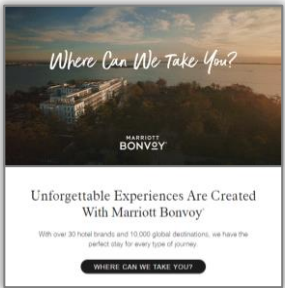 Where Can We Take You?
MARRIOTT
BONVOY
Unforgettable Experiences Are Created
With Marriott Bonvoy
With over 30 hotel brands and 10,000 global destinations, we have the
perfect stay for every type of journey.
WHERE CAN WE TAKE YOU?